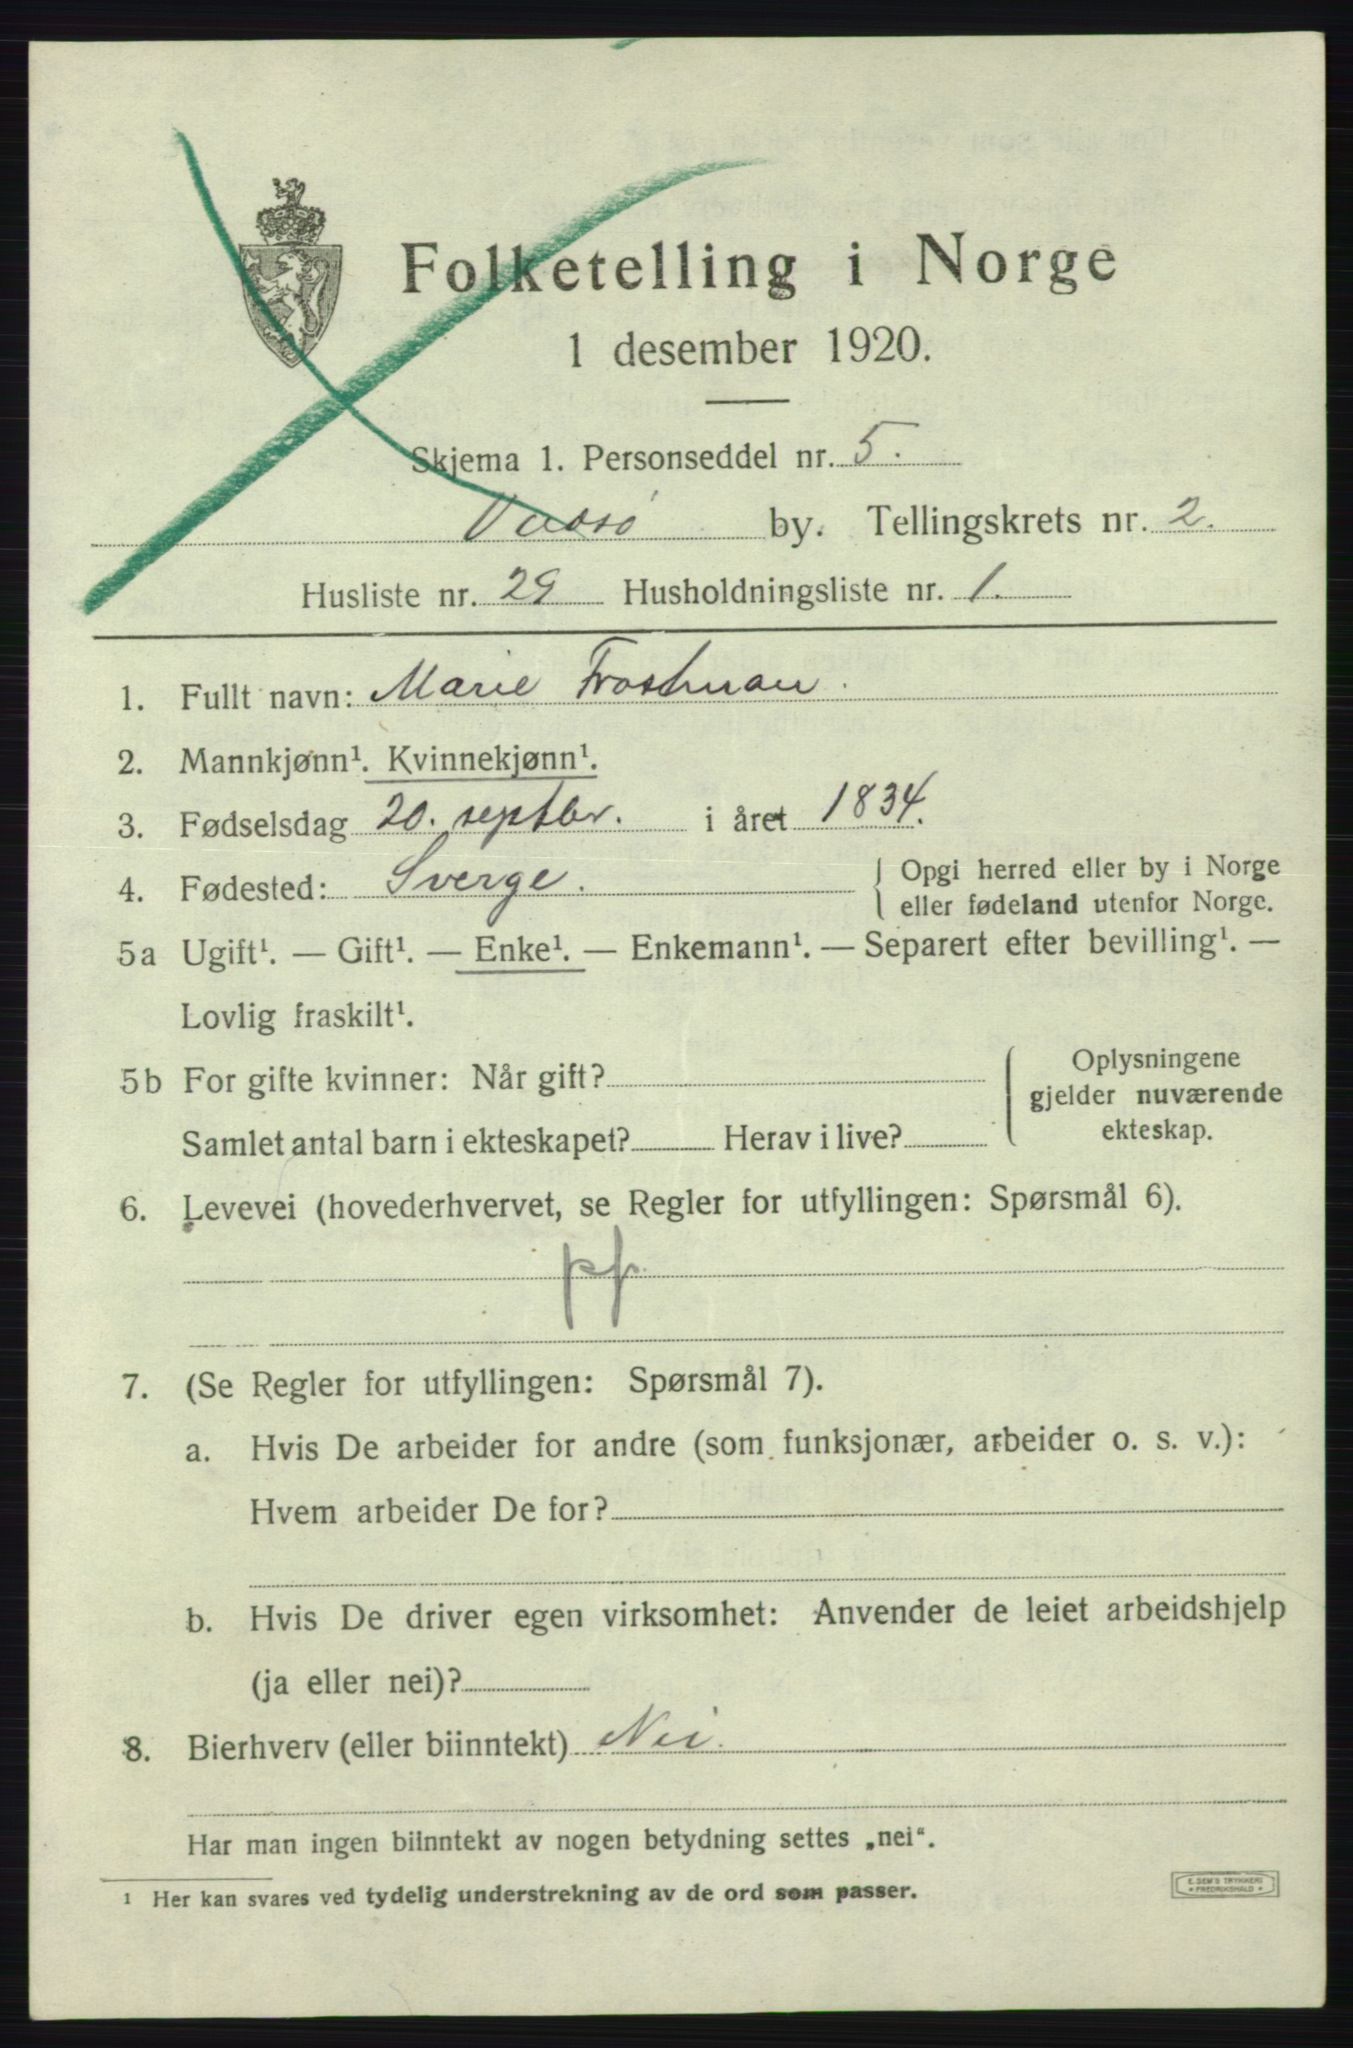 Folketelling i Norge
1 desember 1920.
Skjema 1. Personseddel nr. 5.
Vadsø by. Tellingskrets nr. 2.
Husliste nr. 29 Husholdningsliste nr. 1.
1. Fullt navn: Marie Frostman.
2. Mannkjønn¹. Kvinnekjønn¹.
3. Fødselsdag 20. septbr. i året 1834.
4. Fødested: Sverge. { Opgi herred eller by i Norge
eller fødeland utenfor Norge.
5a Ugift¹. — Gift¹. — Enke¹. — Enkemann¹. — Separert efter bevilling¹. —
Lovlig fraskilt¹.
5b For gifte kvinner: Når gift? { Oplysningene
gjelder nuværende
Samlet antal barn i ekteskapet? Herav i live? ekteskap.
6. Levevei (hovederhvervet, se Regler for utfyllingen: Spørsmål 6).
pp
7. (Se Regler for utfyllingen: Spørsmål 7).
a. Hvis De arbeider for andre (som funksjonær, arbeider o. s. v.):
Hvem arbeider De for?
b. Hvis De driver egen virksomhet: Anvender de leiet arbeidshjelp
(ja eller nei)?
8. Bierhverv (eller biinntekt) Nei.
Har man ingen biinntekt av nogen betydning settes „nei“.
¹ Her kan svares ved tydelig understrekning av de ord som passer.
E. SEM'S TRYKKERI
* FREDRIKSHALD *